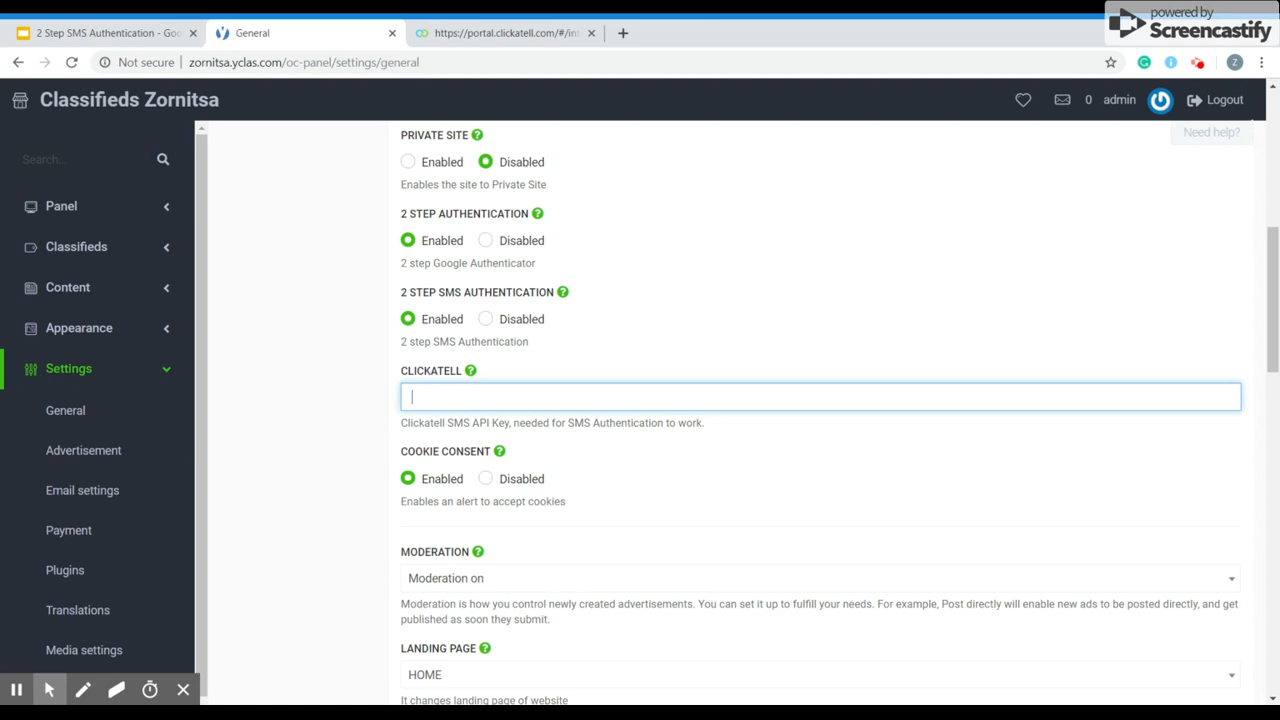 powered by
Screencastify
2 Step SMS Authentication - Goo
General
https://portal.clickatell.com/#/int
Not secure
zornitsa.yclas.com/oc-panel/settings/general
Z
Classifieds Zornitsa
0
admin
Logout
Search...
Need help?
Panel
Classifieds
Content
Appearance
Settings
General
Advertisement
Email settings
Payment
Plugins
Translations
Media settings
PRIVATE SITE ?
Enabled Disabled
Enables the site to Private Site
2 STEP AUTHENTICATION ?
Enabled Disabled
2 step Google Authenticator
2 STEP SMS AUTHENTICATION ?
Enabled Disabled
2 step SMS Authentication
CLICKATELL ?
Clickatell SMS API Key, needed for SMS Authentication to work.
COOKIE CONSENT ?
Enabled Disabled
Enables an alert to accept cookies
MODERATION ?
Moderation on
Moderation is how you control newly created advertisements. You can set it up to fulfill your needs. For example, Post directly will enable new ads to be posted directly, and get
published as soon they submit.
LANDING PAGE ?
HOME
It changes landing page of website